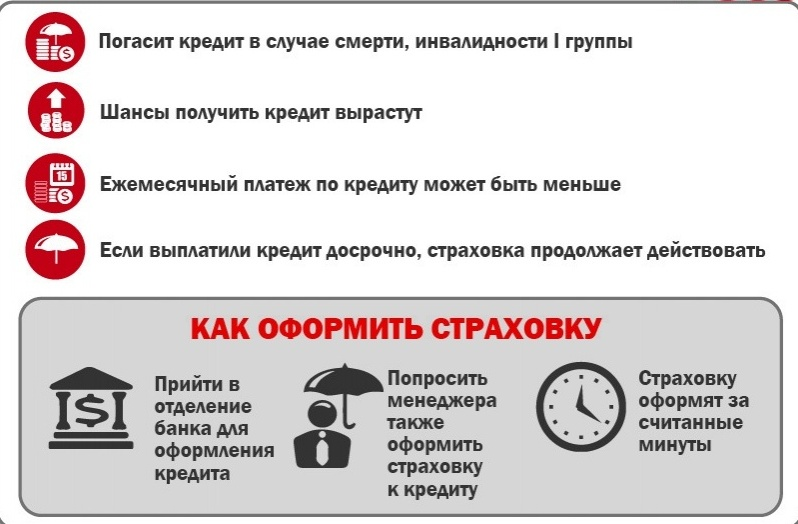 Погасит кредит в случае смерти, инвалидности I группы
Шансы получить кредит вырастут
15
Ежемесячный платеж по кредиту может быть меньше
Если выплатили кредит досрочно, страховка продолжает действовать
КАК ОФОРМИТЬ СТРАХОВКУ
Прийти в
отделение
банка для
оформления
кредита
Попросить
менеджера
также
оформить
страховку
к кредиту
Страховку
оформят за
считанные
минуты